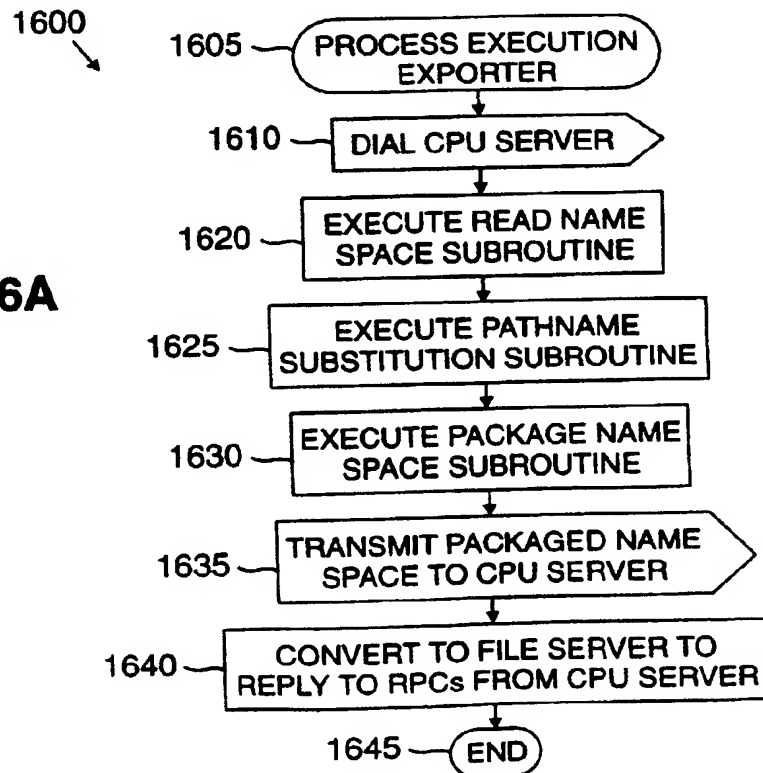 1600
1605
PROCESS EXECUTION
EXPORTER
1610
DIAL CPU SERVER
1620
EXECUTE READ NAME
SPACE SUBROUTINE
6A
1625
EXECUTE PATHNAME
SUBSTITUTION SUBROUTINE
1630
EXECUTE PACKAGE NAME
SPACE SUBROUTINE
1635
TRANSMIT PACKAGED NAME
SPACE TO CPU SERVER
1640
CONVERT TO FILE SERVER TO
REPLY TO RPCs FROM CPU SERVER
1645
END